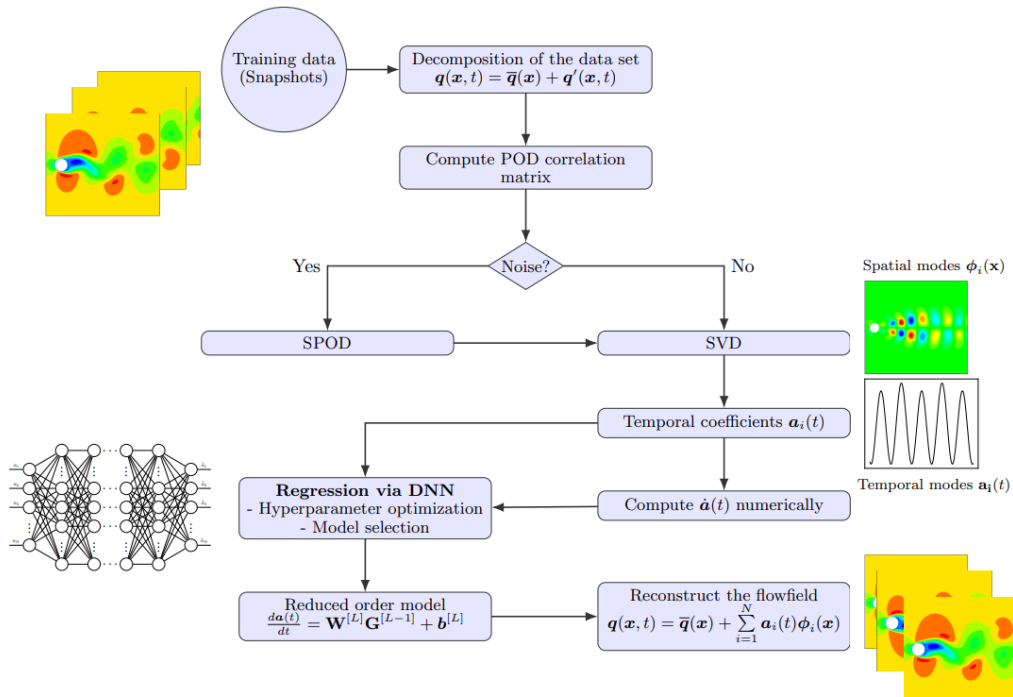 Training data
(Snapshots)
Decomposition of the data set
q(x, t) = q̅(x) + q′(x, t)
Compute POD correlation
matrix
Noise?
Yes
No
SPOD
SVD
Spatial modes ϕᵢ(x)
Temporal coefficients aᵢ(t)
Temporal modes aᵢ(t)
Regression via DNN
- Hyperparameter optimization
- Model selection
Compute ȧ(t) numerically
Reduced order model
da(t)/dt = W^[L]G^[L−1] + b^[L]
Reconstruct the flowfield
q(x, t) = q̅(x) + ∑_{i=1}^{N} aᵢ(t)ϕᵢ(x)